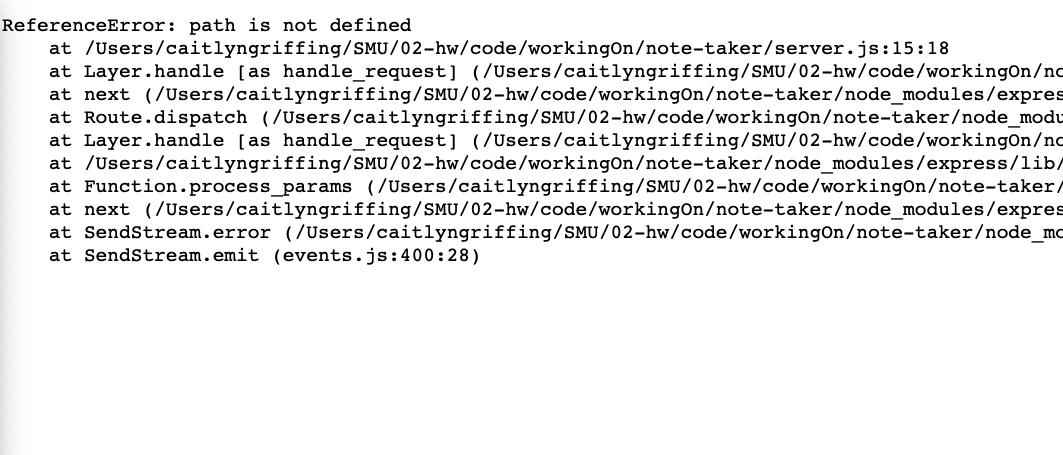 ReferenceError: path is not defined
at /Users/caitlyngriffing/SMU/02-hw/code/workingOn/note-taker/server.js:15:18
at Layer.handle [as handle_request] (/Users/caitlyngriffing/SMU/02-hw/code/workingOn/no
at next (/Users/caitlyngriffing/SMU/02-hw/code/workingOn/note-taker/node_modules/expres
at Route.dispatch (/Users/caitlyngriffing/SMU/02-hw/code/workingOn/note-taker/node_modu
at Layer.handle [as handle_request] (/Users/caitlyngriffing/SMU/02-hw/code/workingOn/no
at /Users/caitlyngriffing/SMU/02-hw/code/workingOn/note-taker/node_modules/express/lib/
at Function.process_params (/Users/caitlyngriffing/SMU/02-hw/code/workingOn/note-taker/
at next (/Users/caitlyngriffing/SMU/02-hw/code/workingOn/note-taker/node_modules/expres
at SendStream.error (/Users/caitlyngriffing/SMU/02-hw/code/workingOn/note-taker/node_mo
at SendStream.emit (events.js:400:28)